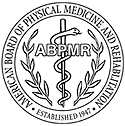 AMERICAN BOARD OF PHYSICAL MEDICINE AND REHABILITATION
ABPMR
ESTABLISHED 1947